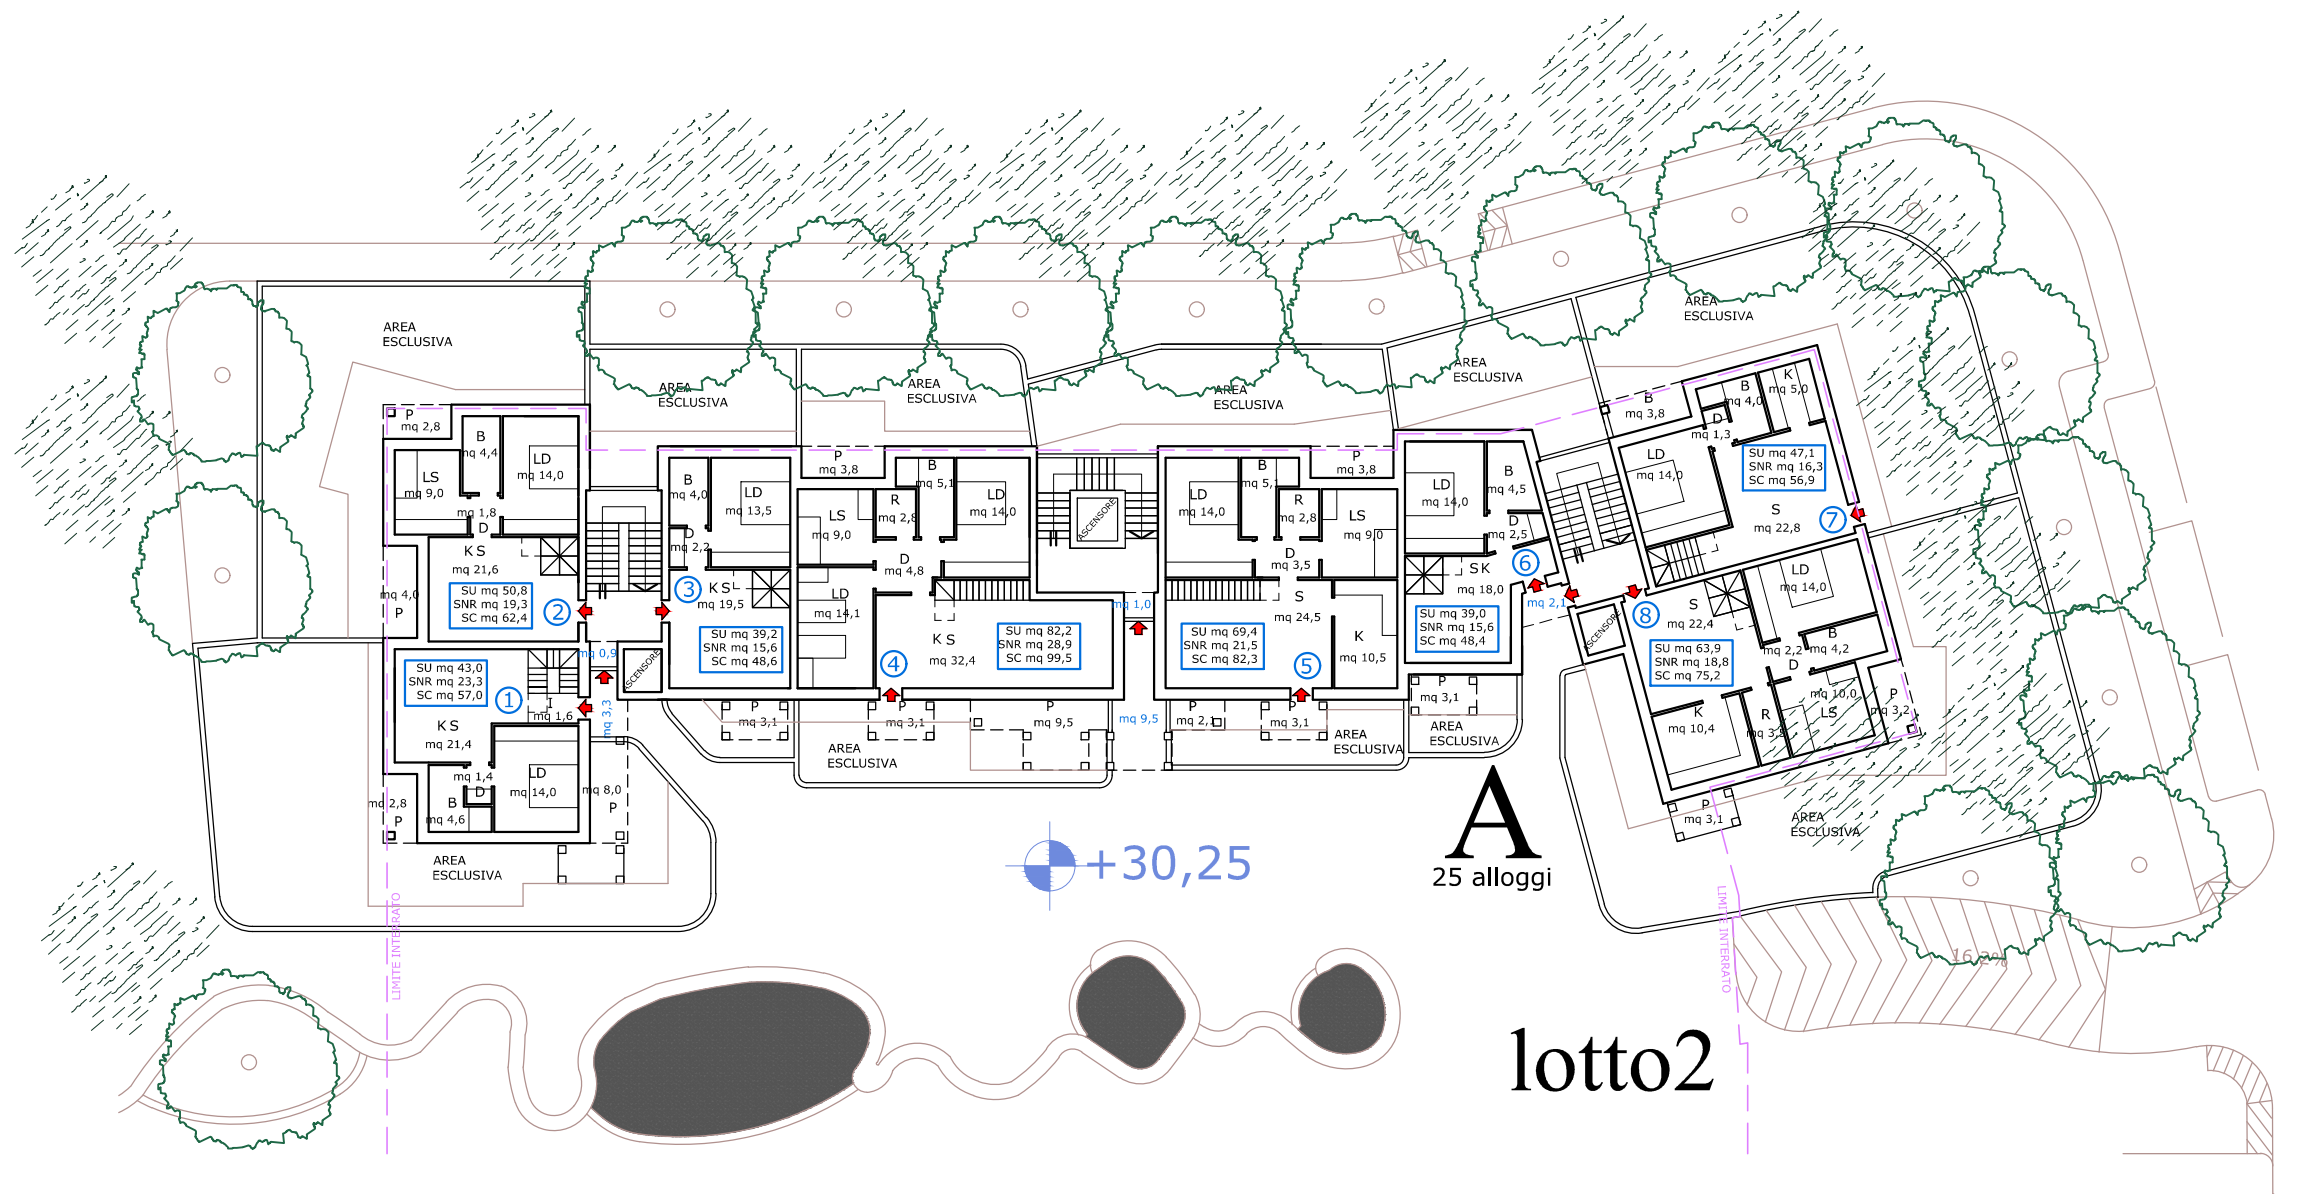 AREA
ESCLUSIVA
AREA
ESCLUSIVA
AREA
ESCLUSIVA
AREA
ESCLUSIVA
AREA
ESCLUSIVA
AREA
ESCLUSIVA
P
mq 2,8
B
mq 4,4
LD
mq 14,0
LS
mq 9,0
mq 1,8
D
KS
mq 21,6
SU mq 50,8
SNR mq 19,3
SC mq 62,4
2
mq 4,0
P
SU mq 43,0
SNR mq 23,3
SC mq 57,0
1
I
mq 1,6
KS
mq 21,4
mq 1,4
D
LD
mq 14,0
B
mq 4,6
mq 2,8
P
mq 8,0
P
mq 0,9
mq 3,3
ASCENSORE
AREA
ESCLUSIVA
B
mq 4,0
LD
mq 13,5
D
mq 2,2
3
KS
mq 19,5
SU mq 39,2
SNR mq 15,6
SC mq 48,6
P
mq 3,1
P
mq 3,8
B
mq 5,1
LD
mq 14,0
R
mq 2,8
LS
mq 9,0
D
mq 4,8
LD
mq 14,1
KS
mq 32,4
SU mq 82,2
SNR mq 28,9
SC mq 99,5
4
P
mq 3,1
P
mq 9,5
AREA
ESCLUSIVA
ASCENSORE
mq 1,0
mq 9,5
LD
mq 14,0
B
mq 5,1
P
mq 3,8
R
mq 2,8
LS
mq 9,0
D
mq 3,5
S
mq 24,5
SU mq 69,4
SNR mq 21,5
SC mq 82,3
5
K
mq 10,5
P
mq 2,1
P
mq 3,1
AREA
ESCLUSIVA
LD
mq 14,0
B
mq 4,5
D
mq 2,5
6
SK
mq 18,0
SU mq 39,0
SNR mq 15,6
SC mq 48,4
mq 2,1
P
mq 3,1
AREA
ESCLUSIVA
ASCENSORE
B
mq 3,8
B
mq 4,0
K
mq 5,0
D
mq 1,3
LD
mq 14,0
SU mq 47,1
SNR mq 16,3
SC mq 56,9
S
mq 22,8
7
8
S
mq 22,4
LD
mq 14,0
SU mq 63,9
SNR mq 18,8
SC mq 75,2
B
mq 4,2
mq 2,2
D
mq 10,0
LS
P
mq 3,2
K
mq 10,4
R
mq 3,5
P
mq 3,1
AREA
ESCLUSIVA
A
25 alloggi
+30,25
LIMITE INTERRATO
LIMITE INTERRATO
16,2%
lotto2